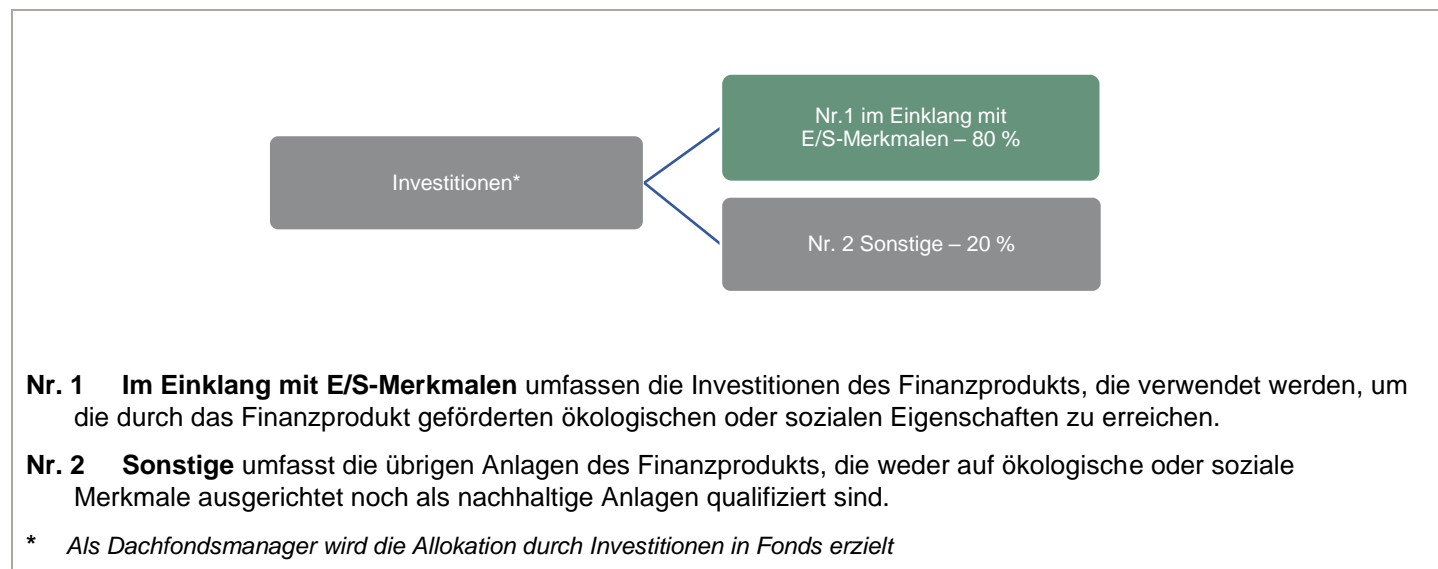 Nr.1 im Einklang mit
E/S-Merkmalen – 80 %
Investitionen*
Nr. 2 Sonstige – 20 %
Nr. 1 Im Einklang mit E/S-Merkmalen umfassen die Investitionen des Finanzprodukts, die verwendet werden, um
die durch das Finanzprodukt geförderten ökologischen oder sozialen Eigenschaften zu erreichen.
Nr. 2 Sonstige umfasst die übrigen Anlagen des Finanzprodukts, die weder auf ökologische oder soziale
Merkmale ausgerichtet noch als nachhaltige Anlagen qualifiziert sind.
* Als Dachfondsmanager wird die Allokation durch Investitionen in Fonds erzielt